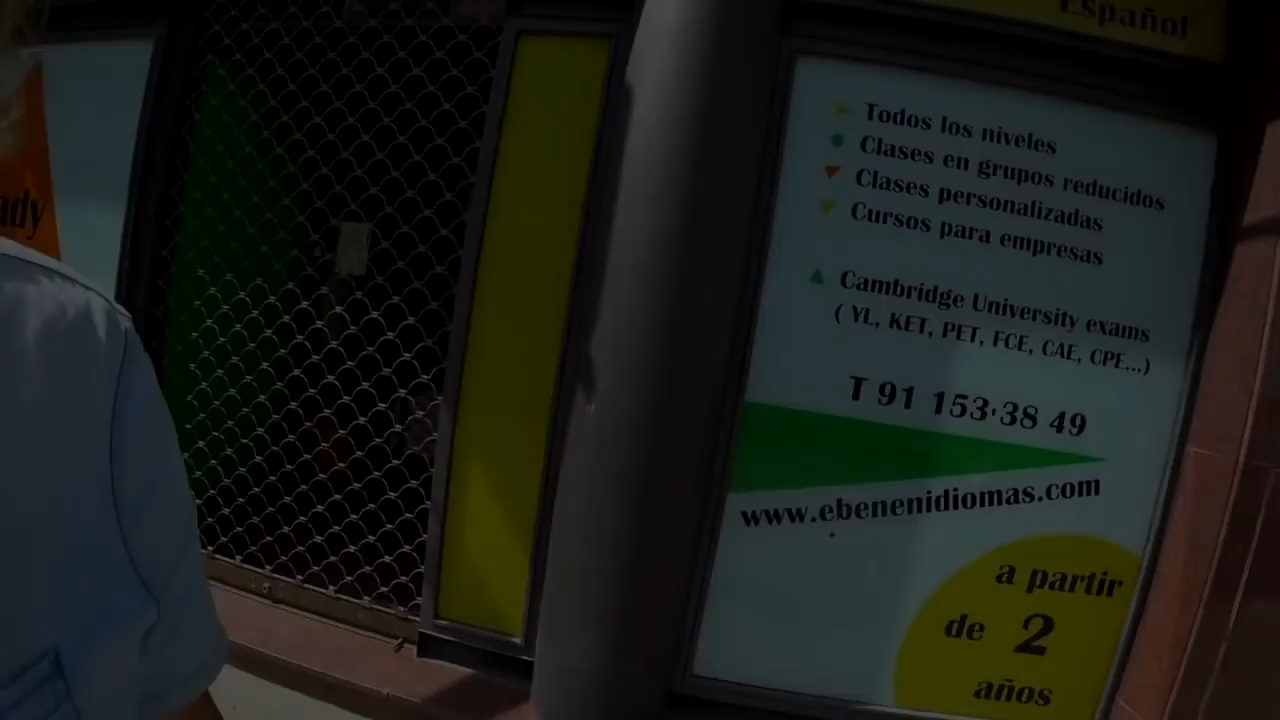 Español
Todos los niveles
Clases en grupos reducidos
Clases personalizadas
Cursos para empresas
Cambridge University exams
( YL, KET, PET, FCE, CAE, CPE...)
T 91 153·38 49
www.ebenenidiomas.com
a partir
de 2
años
ady